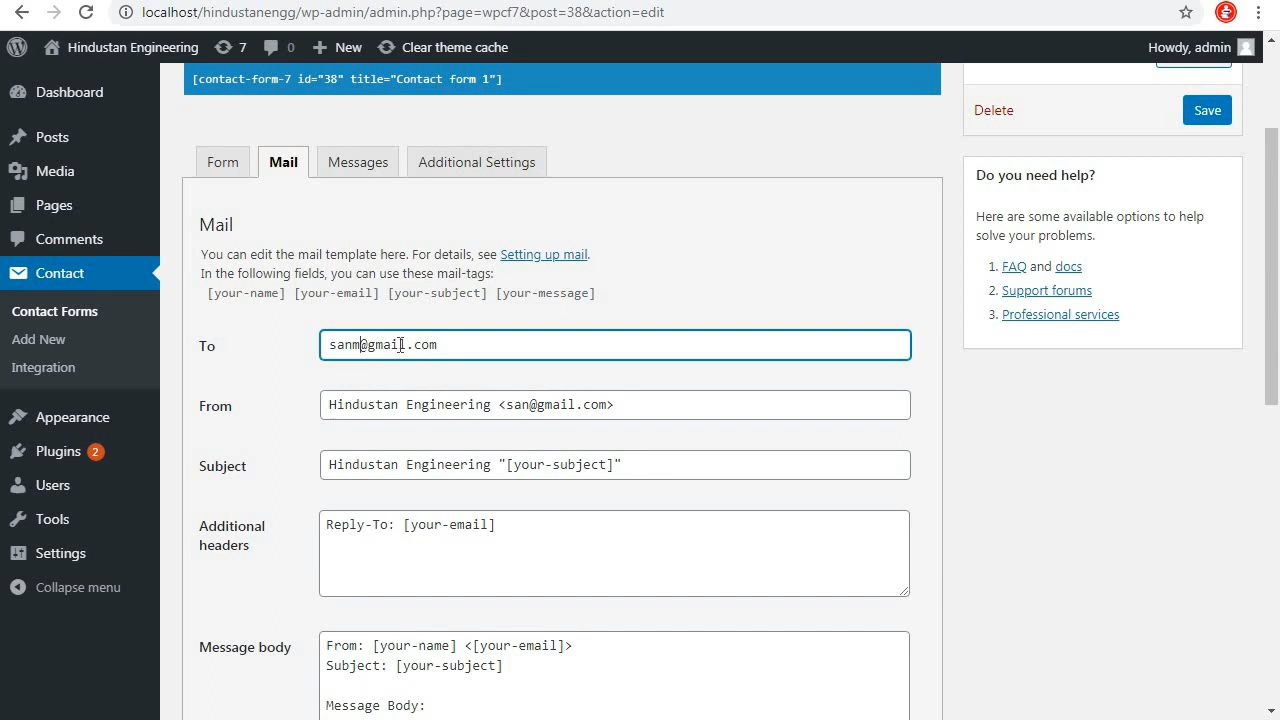 localhost/hindustanengg/wp-admin/admin.php?page=wpcf7&post=38&action=edit
Hindustan Engineering 7 0 New Clear theme cache Howdy, admin
Dashboard
Posts
Media
Pages
Comments
Contact
Contact Forms
Add New
Integration
Appearance
Plugins 2
Users
Tools
Settings
Collapse menu
[contact-form-7 id="38" title="Contact form 1"]
Form Mail Messages Additional Settings
Mail
You can edit the mail template here. For details, see Setting up mail.
In the following fields, you can use these mail-tags:
[your-name] [your-email] [your-subject] [your-message]
To sanm@gmail.com
From Hindustan Engineering <san@gmail.com>
Subject Hindustan Engineering "[your-subject]"
Additional headers Reply-To: [your-email]
Message body From: [your-name] <[your-email]>
Subject: [your-subject]
Message Body:
Delete Save
Do you need help?
Here are some available options to help
solve your problems.
1. FAQ and docs
2. Support forums
3. Professional services